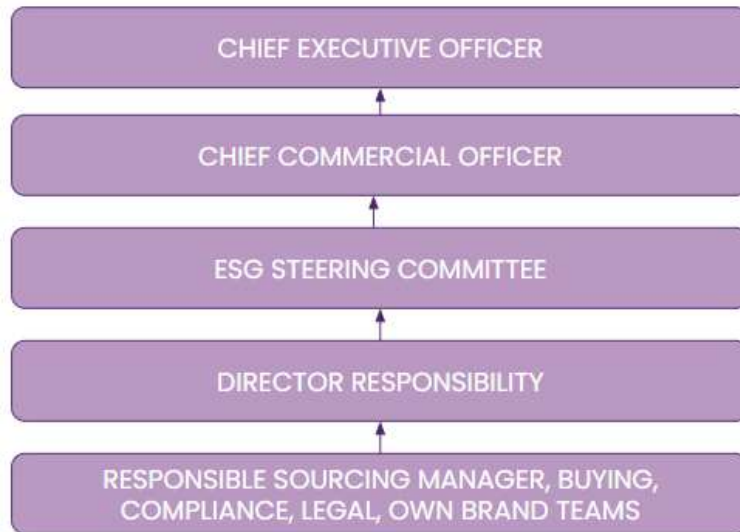 CHIEF EXECUTIVE OFFICER
CHIEF COMMERCIAL OFFICER
ESG STEERING COMMITTEE
DIRECTOR RESPONSIBILITY
RESPONSIBLE SOURCING MANAGER, BUYING,
COMPLIANCE, LEGAL, OWN BRAND TEAMS